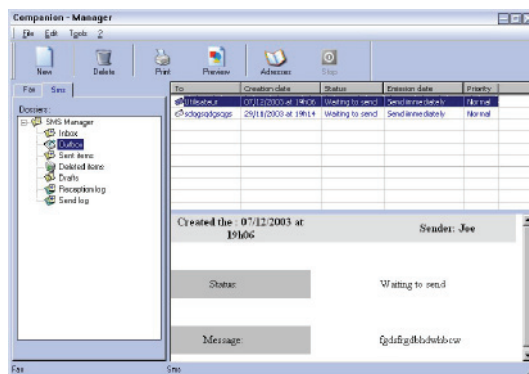 Companion - Manager
File Edit Tools ?
New Delete Print Preview Adresses Stop
Fax Sms
To Creation date Status Emission date Priority
Utilisateur 07/12/2003 at 19h06 Waiting to send Send immediately Normal
29/11/2003 at 19h14 Waiting to send Send immediately Normal
Dossiers:
SMS Manager
Inbox
Outbox
Sent items
Deleted items
Drafts
Reception log
Send log
Created the : 07/12/2003 at
19h06
Sender: Joe
Status: Waiting to send
Message:
Fax Sms